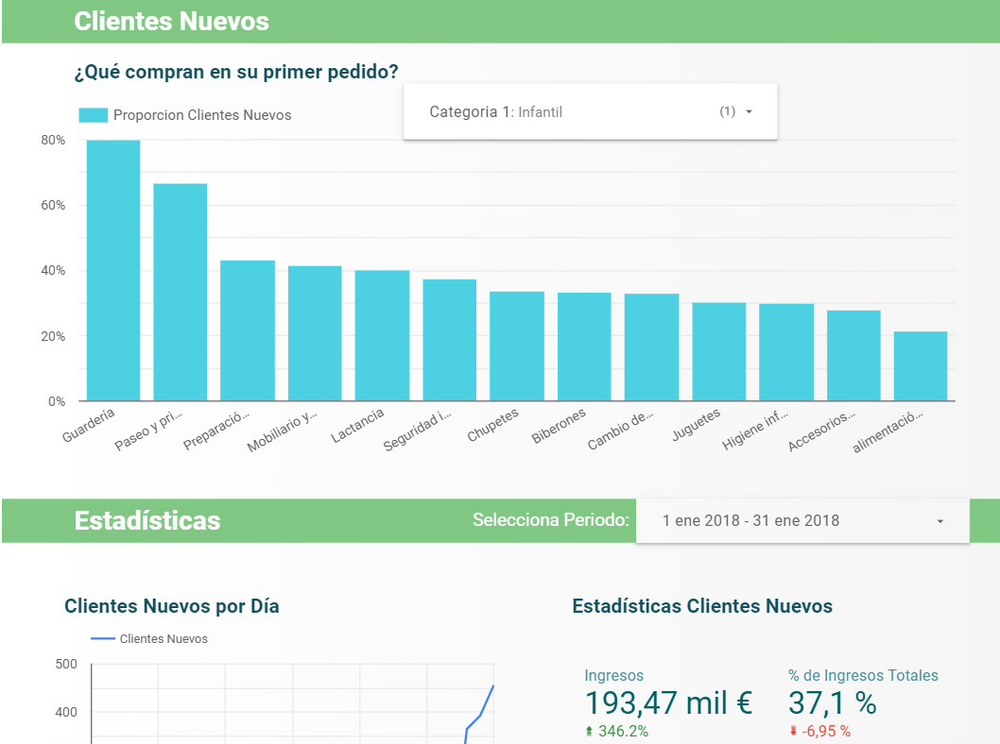 Clientes Nuevos
¿Qué compran en su primer pedido?
Categoria 1: Infantil (1)
Proporcion Clientes Nuevos
80%
60%
40%
20%
0%
Guardería
Paseo y pri...
Preparació...
Mobiliario y...
Lactancia
Seguridad i...
Chupetes
Biberones
Cambio de...
Juguetes
Higiene inf...
Accesorios...
alimentació...
Estadísticas
Selecciona Periodo: 1 ene 2018 - 31 ene 2018
Clientes Nuevos por Día
Clientes Nuevos
500
400
Estadísticas Clientes Nuevos
Ingresos
193,47 mil €
346.2%
% de Ingresos Totales
37,1 %
-6,95 %